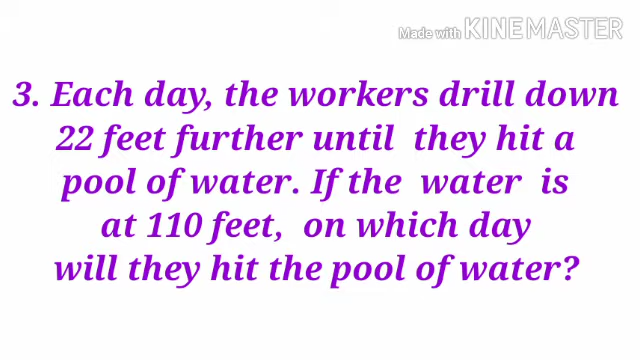 Made with KINEMASTER
3. Each day, the workers drill down
22 feet further until they hit a
pool of water. If the water is
at 110 feet, on which day
will they hit the pool of water?